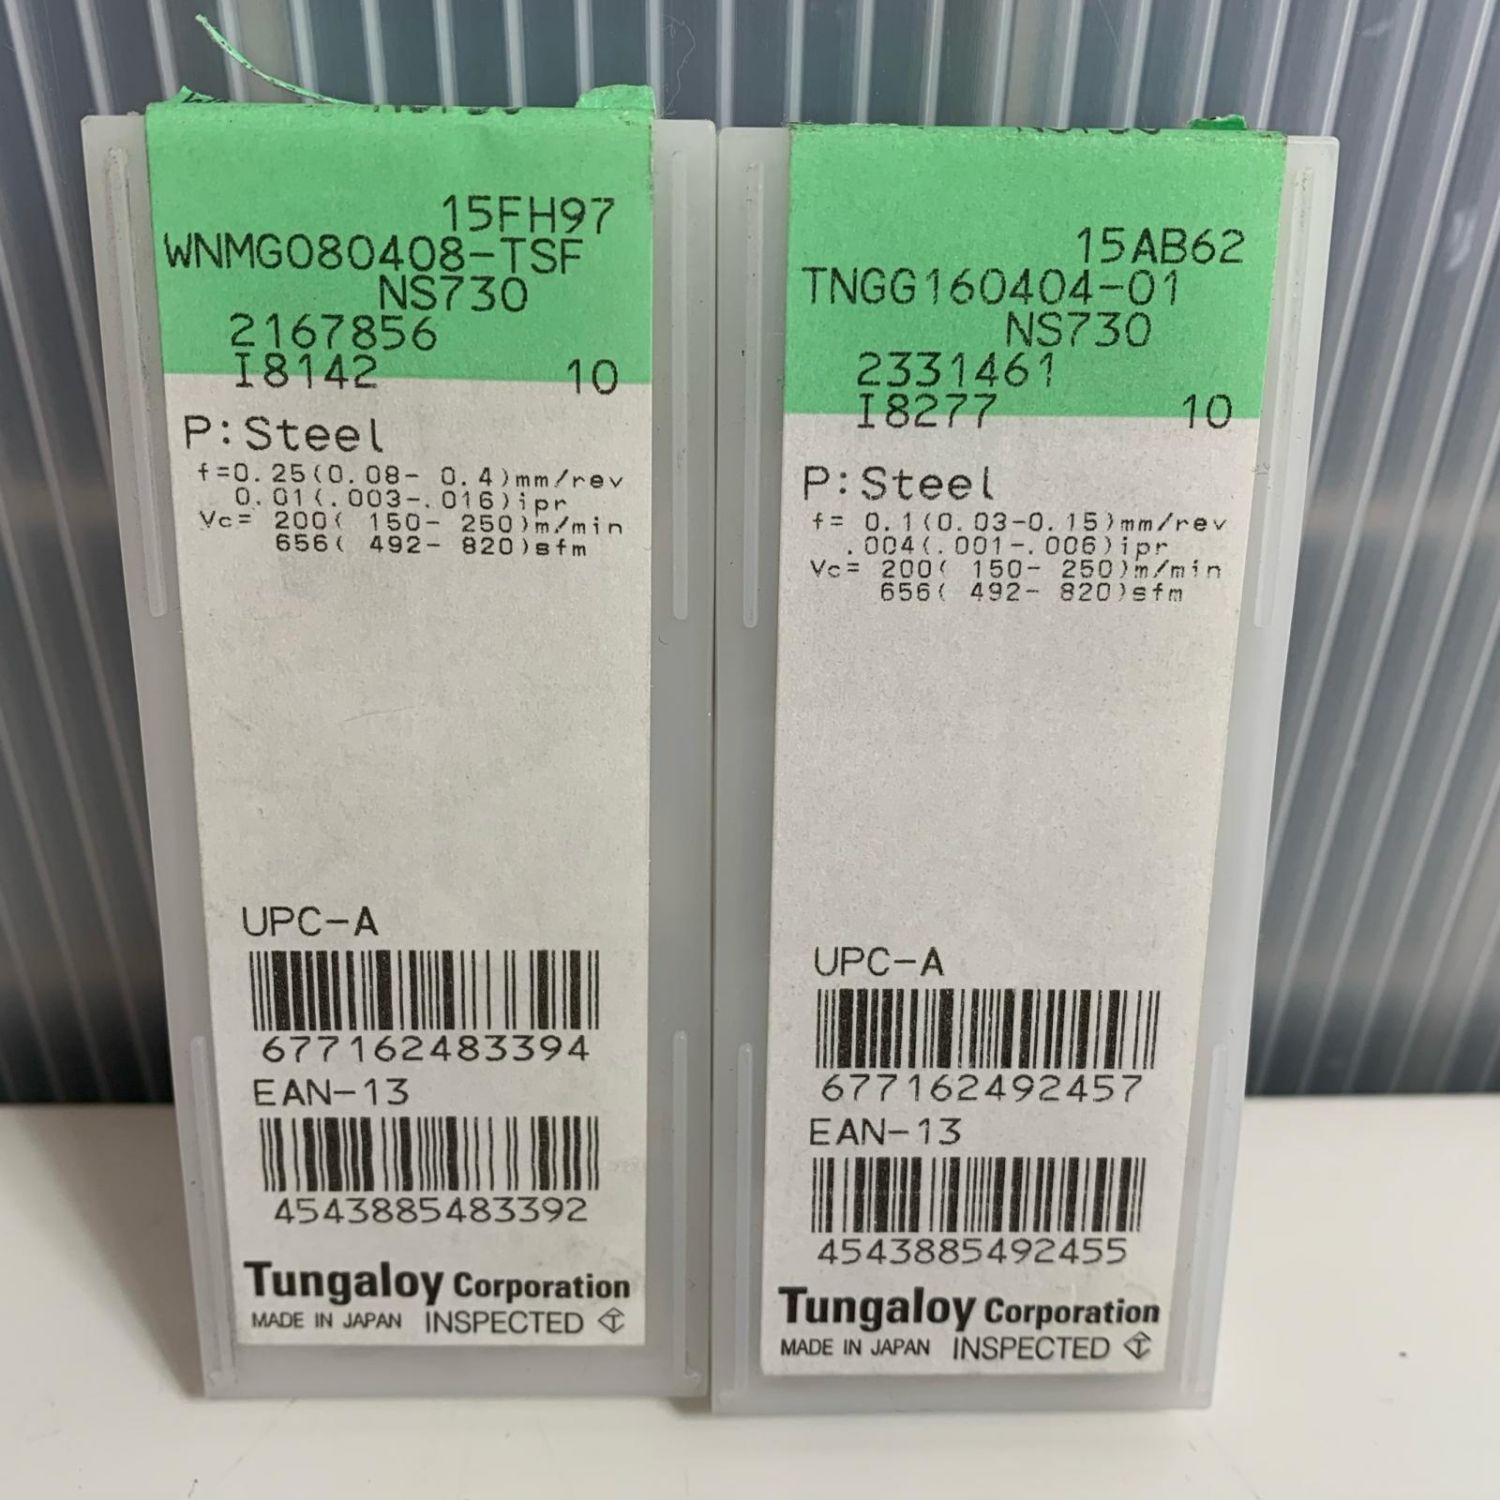 15FH97
WNMG080408-TSF
NS730
2167856
I8142 10
P:Steel
f=0.25(0.08- 0.4)mm/rev
0.01(.003-.016)ipr
Vc= 200( 150- 250)m/min
656( 492- 820)sfm
UPC-A
677162483394
EAN-13
4543885483392
Tungaloy Corporation
MADE IN JAPAN INSPECTED
15AB62
TNGG160404-01
NS730
2331461
I8277 10
P:Steel
f= 0.1(0.03-0.15)mm/rev
.004(.001-.006)ipr
Vc= 200( 150- 250)m/min
656( 492- 820)sfm
UPC-A
677162492457
EAN-13
4543885492455
Tungaloy Corporation
MADE IN JAPAN INSPECTED